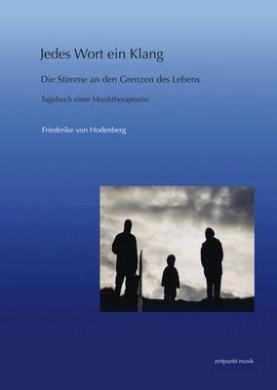 Jedes Wort ein Klang
Die Stimme an den Grenzen des Lebens
Tagebuch einer Musiktherapeutin
Friederike von Hodenberg
zeitpunkt musik